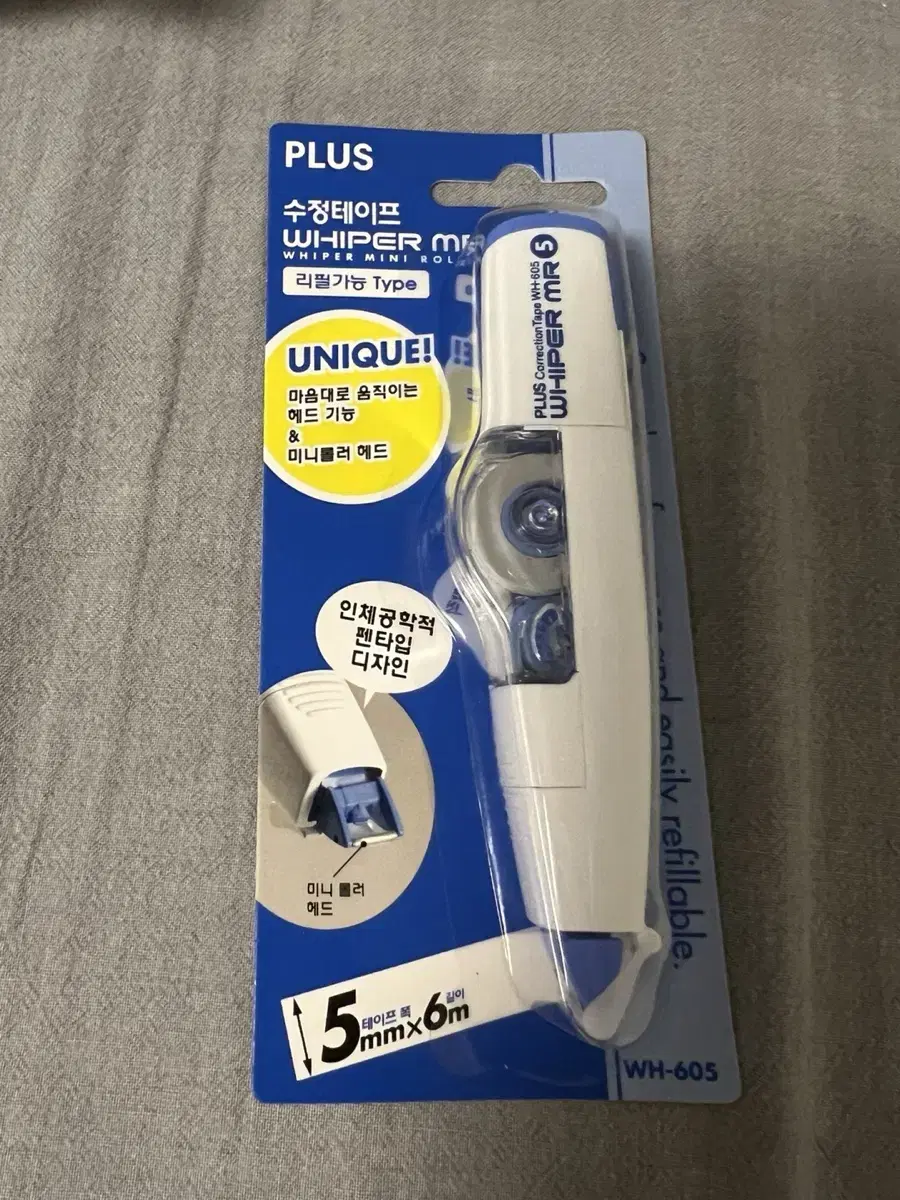 PLUS
수정테이프
WHIPER MR
WHIPER MINI ROL
리필가능 Type
UNIQUE!
마음대로 움직이는
헤드 기능
&
미니롤러 헤드
PLUS Correction Tape WH-605
WHIPER MR 5
인체공학적
펜타입
디자인
미니 롤러
헤드
and easily refillable.
테이프 폭 길이
5mm×6m
WH-605